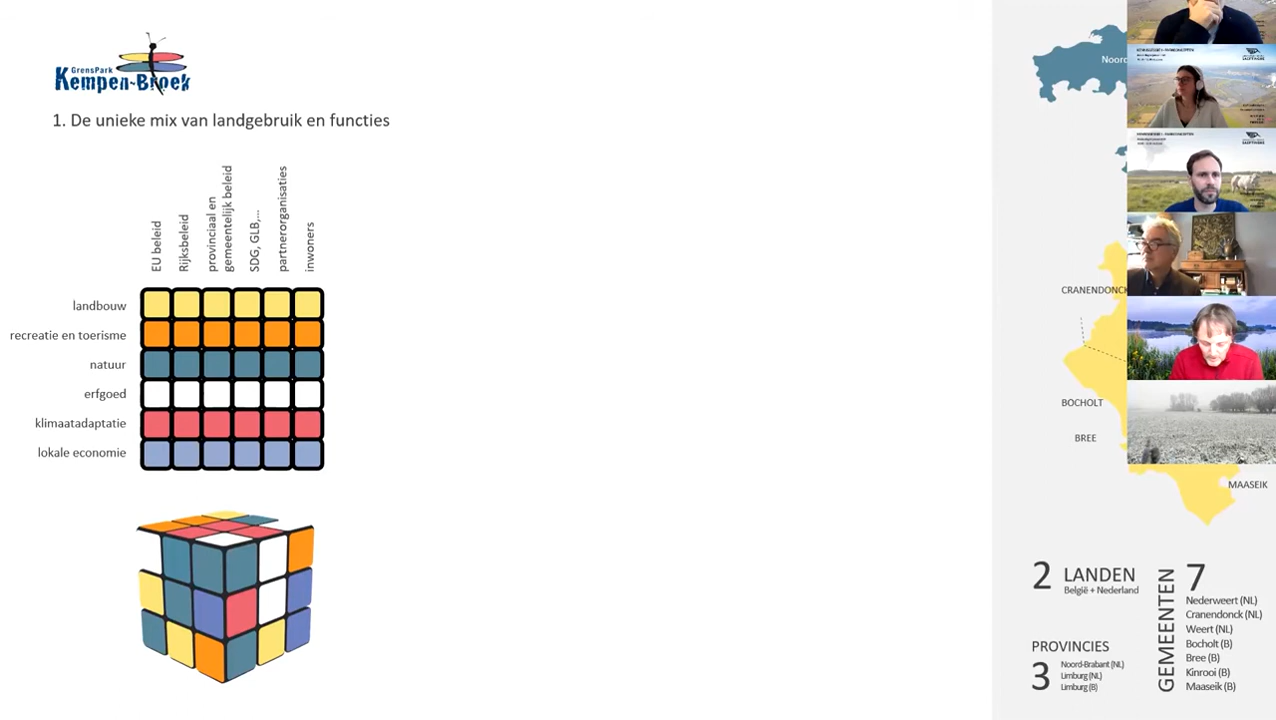 GrensPark
Kempen~Broek
1. De unieke mix van landgebruik en functies
EU beleid
Rijksbeleid
provinciaal en
gemeentelijk beleid
SDG, GLB,...
partnerorganisaties
inwoners
landbouw
recreatie en toerisme
natuur
erfgoed
klimaatadaptatie
lokale economie
CRANENDONCK
BOCHOLT
BREE
MAASEIK
2 LANDEN
België + Nederland
PROVINCIES
3
Noord-Brabant (NL)
Limburg (NL)
Limburg (B)
GEMEENTEN
7
Nederweert (NL)
Cranendonck (NL)
Weert (NL)
Bocholt (B)
Bree (B)
Kinrooi (B)
Maaseik (B)